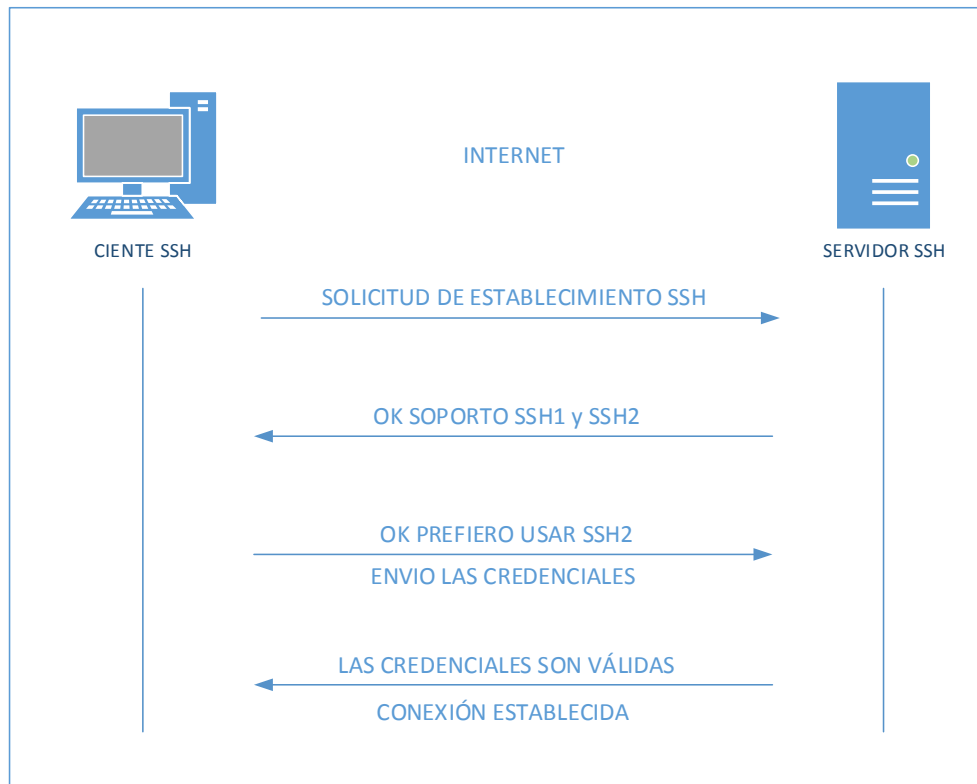 INTERNET
CIENTE SSH
SERVIDOR SSH
SOLICITUD DE ESTABLECIMIENTO SSH
OK SOPORTO SSH1 y SSH2
OK PREFIERO USAR SSH2
ENVIO LAS CREDENCIALES
LAS CREDENCIALES SON VÁLIDAS
CONEXIÓN ESTABLECIDA